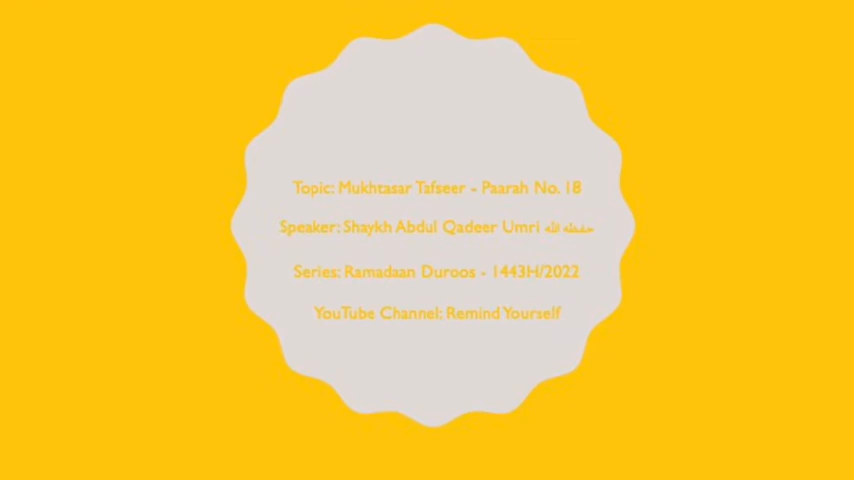 Topic: Mukhtasar Tafseer - Paarah No. 18
Speaker: Shaykh Abdul Qadeer Umri حفظه الله
Series: Ramadaan Duroos - 1443H/2022
YouTube Channel: Remind Yourself